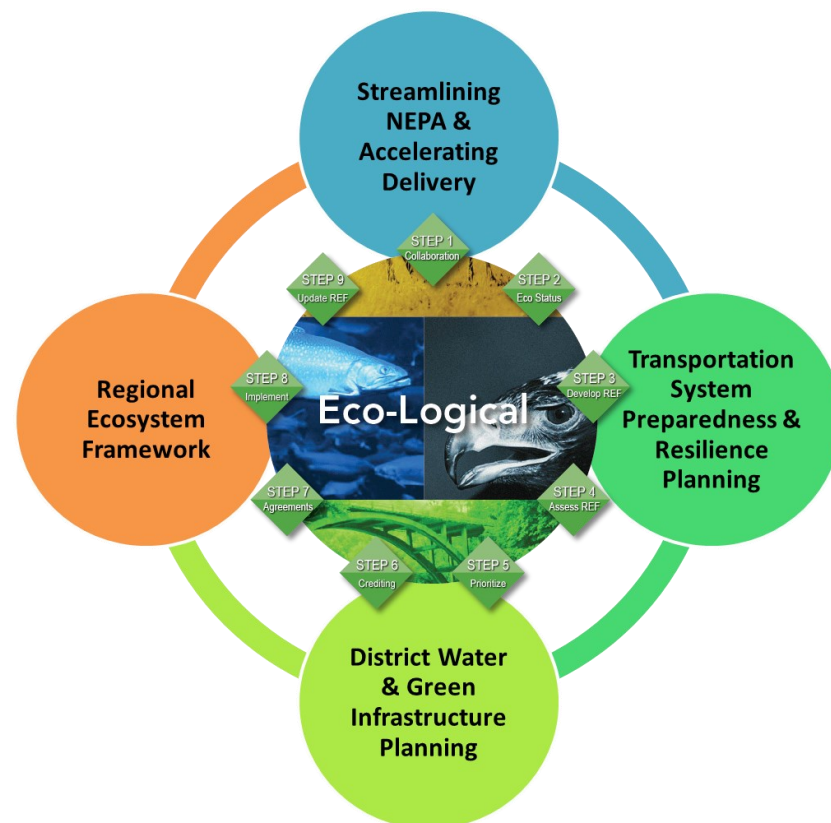 Streamlining
NEPA &
Accelerating
Delivery
STEP 1
Collaboration
STEP 2
Eco Status
STEP 3
Develop REF
STEP 4
Assess REF
STEP 5
Prioritize
STEP 6
Crediting
STEP 7
Agreements
STEP 8
Implement
STEP 9
Update REF
Eco-Logical
Transportation
System
Preparedness &
Resilience
Planning
District Water
& Green
Infrastructure
Planning
Regional
Ecosystem
Framework